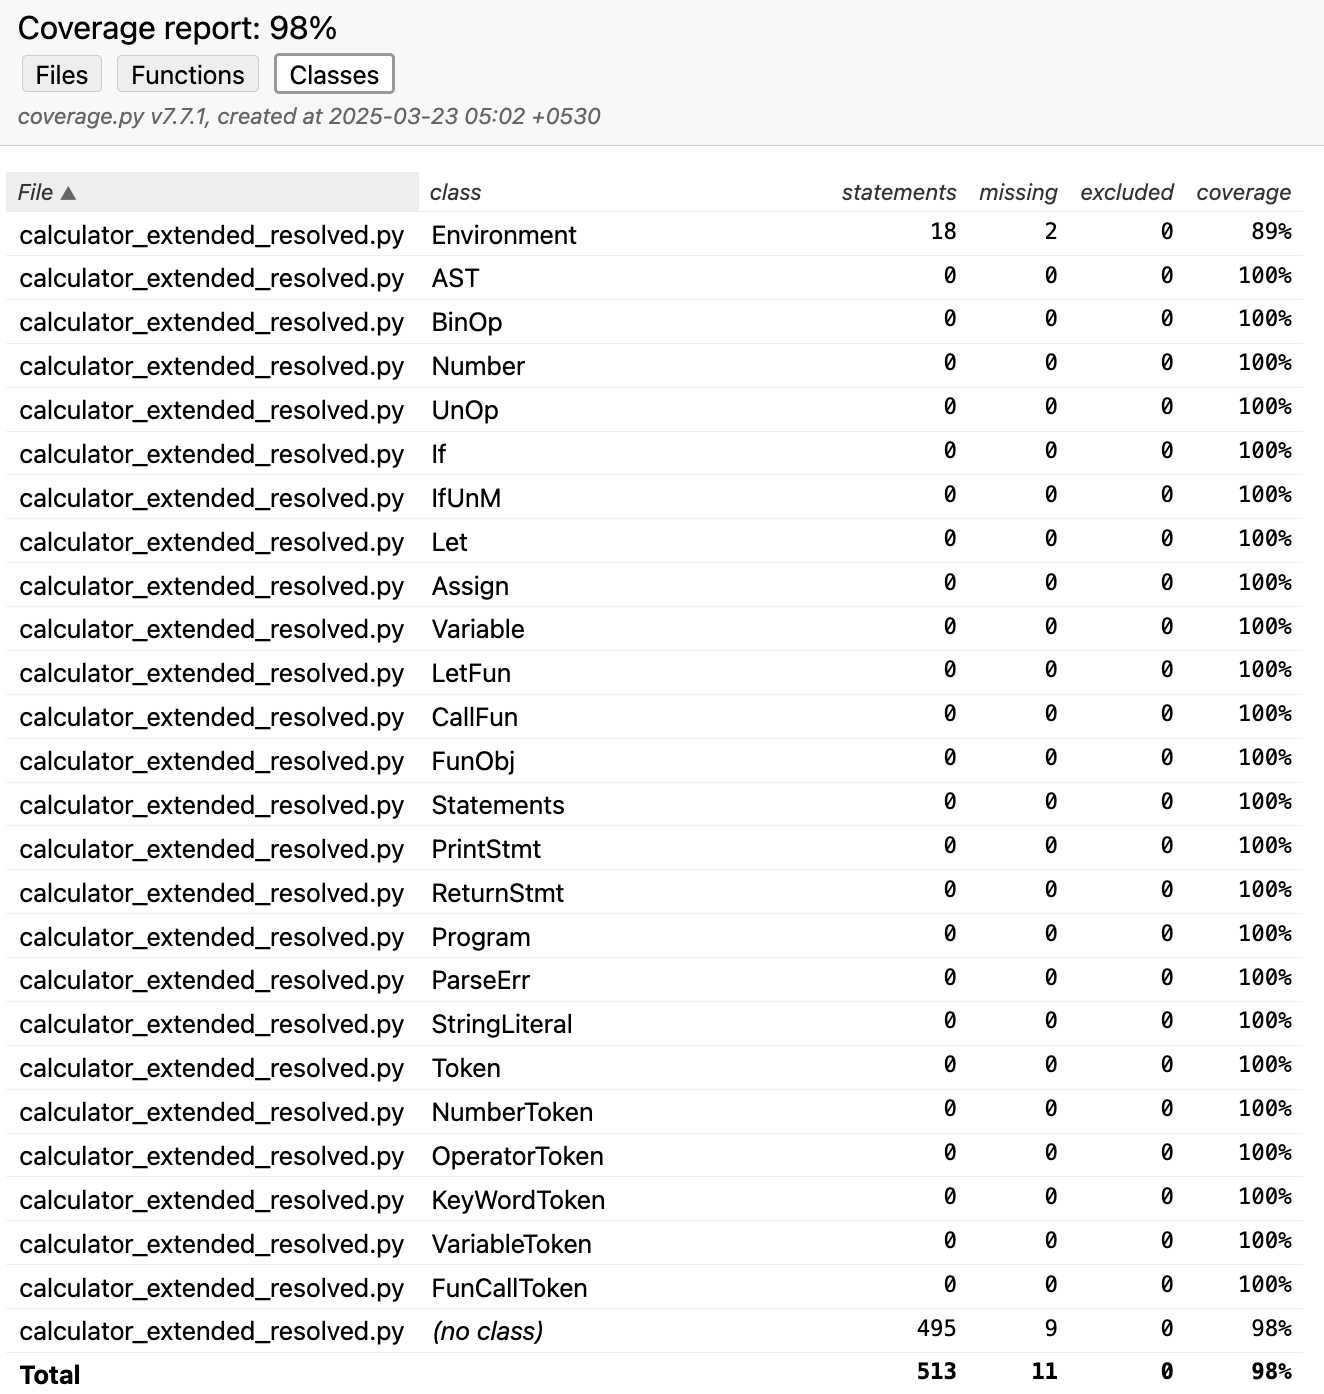 Coverage report: 98%
Files Functions Classes
coverage.py v7.7.1, created at 2025-03-23 05:02 +0530
File ▲ class statements missing excluded coverage
calculator_extended_resolved.py Environment 18 2 0 89%
calculator_extended_resolved.py AST 0 0 0 100%
calculator_extended_resolved.py BinOp 0 0 0 100%
calculator_extended_resolved.py Number 0 0 0 100%
calculator_extended_resolved.py UnOp 0 0 0 100%
calculator_extended_resolved.py If 0 0 0 100%
calculator_extended_resolved.py IfUnM 0 0 0 100%
calculator_extended_resolved.py Let 0 0 0 100%
calculator_extended_resolved.py Assign 0 0 0 100%
calculator_extended_resolved.py Variable 0 0 0 100%
calculator_extended_resolved.py LetFun 0 0 0 100%
calculator_extended_resolved.py CallFun 0 0 0 100%
calculator_extended_resolved.py FunObj 0 0 0 100%
calculator_extended_resolved.py Statements 0 0 0 100%
calculator_extended_resolved.py PrintStmt 0 0 0 100%
calculator_extended_resolved.py ReturnStmt 0 0 0 100%
calculator_extended_resolved.py Program 0 0 0 100%
calculator_extended_resolved.py ParseErr 0 0 0 100%
calculator_extended_resolved.py StringLiteral 0 0 0 100%
calculator_extended_resolved.py Token 0 0 0 100%
calculator_extended_resolved.py NumberToken 0 0 0 100%
calculator_extended_resolved.py OperatorToken 0 0 0 100%
calculator_extended_resolved.py KeyWordToken 0 0 0 100%
calculator_extended_resolved.py VariableToken 0 0 0 100%
calculator_extended_resolved.py FunCallToken 0 0 0 100%
calculator_extended_resolved.py (no class) 495 9 0 98%
Total 513 11 0 98%